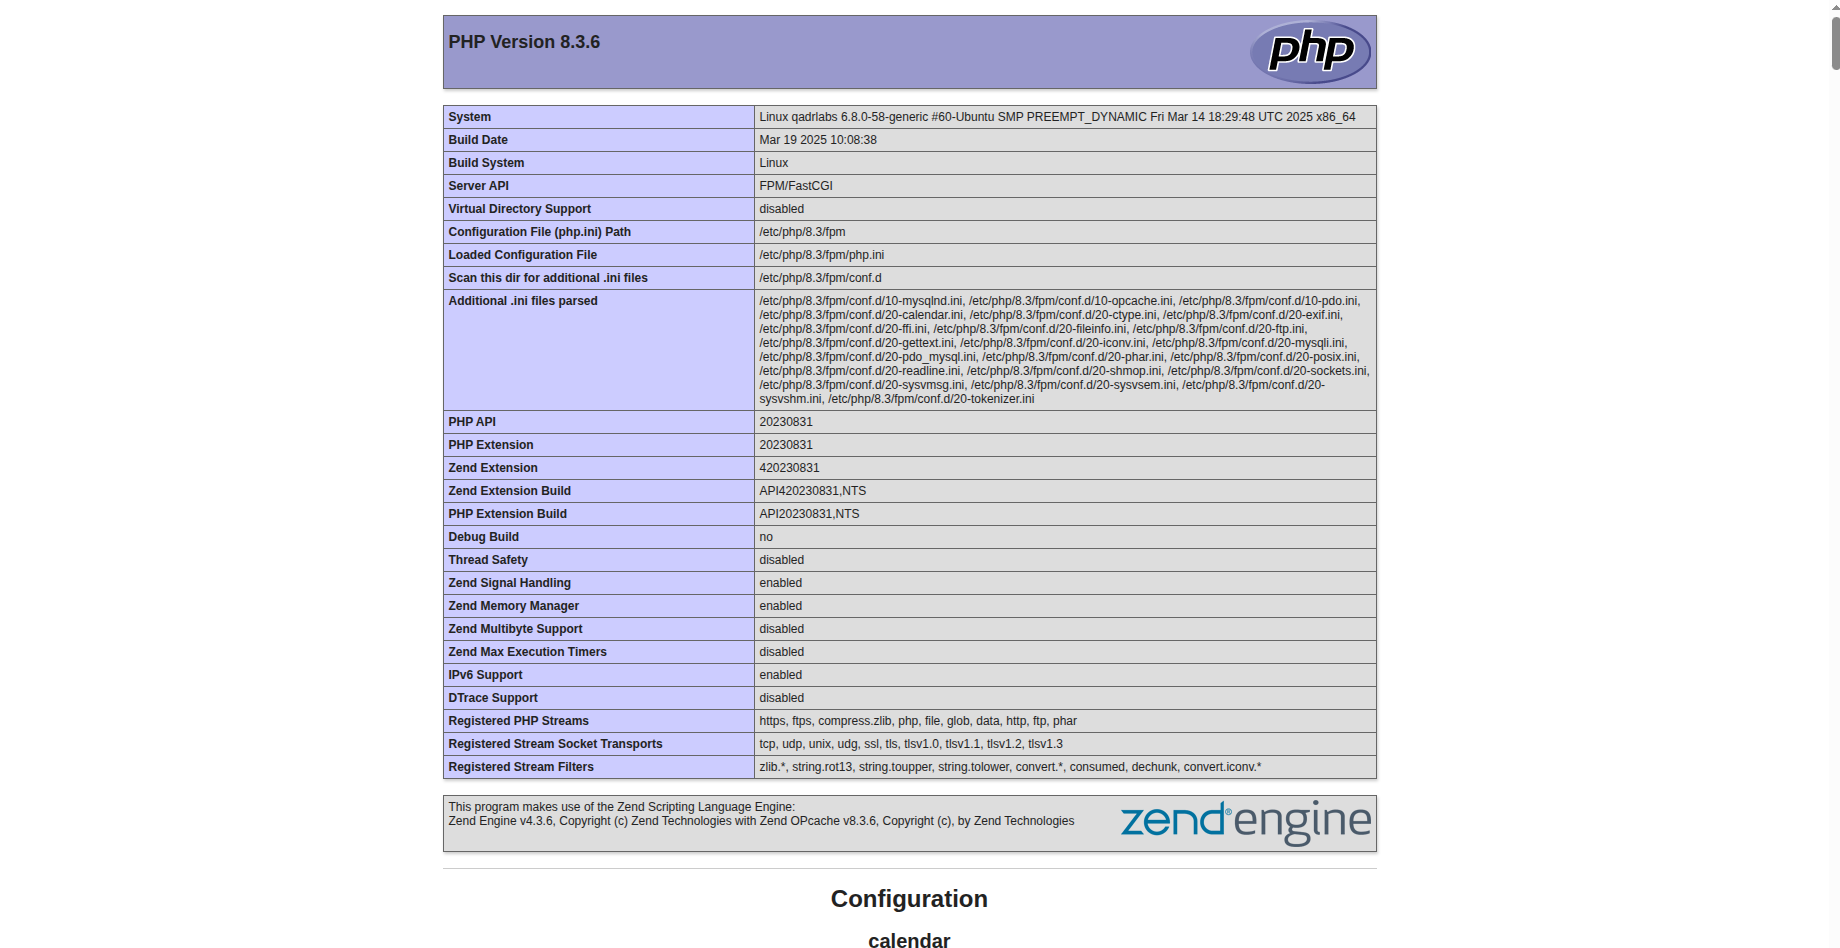 PHP Version 8.3.6
php
System Linux qadrlabs 6.8.0-58-generic #60-Ubuntu SMP PREEMPT_DYNAMIC Fri Mar 14 18:29:48 UTC 2025 x86_64
Build Date Mar 19 2025 10:08:38
Build System Linux
Server API FPM/FastCGI
Virtual Directory Support disabled
Configuration File (php.ini) Path /etc/php/8.3/fpm
Loaded Configuration File /etc/php/8.3/fpm/php.ini
Scan this dir for additional .ini files /etc/php/8.3/fpm/conf.d
Additional .ini files parsed /etc/php/8.3/fpm/conf.d/10-mysqlnd.ini, /etc/php/8.3/fpm/conf.d/10-opcache.ini, /etc/php/8.3/fpm/conf.d/10-pdo.ini,
/etc/php/8.3/fpm/conf.d/20-calendar.ini, /etc/php/8.3/fpm/conf.d/20-ctype.ini, /etc/php/8.3/fpm/conf.d/20-exif.ini,
/etc/php/8.3/fpm/conf.d/20-ffi.ini, /etc/php/8.3/fpm/conf.d/20-fileinfo.ini, /etc/php/8.3/fpm/conf.d/20-ftp.ini,
/etc/php/8.3/fpm/conf.d/20-gettext.ini, /etc/php/8.3/fpm/conf.d/20-iconv.ini, /etc/php/8.3/fpm/conf.d/20-mysqli.ini,
/etc/php/8.3/fpm/conf.d/20-pdo_mysql.ini, /etc/php/8.3/fpm/conf.d/20-phar.ini, /etc/php/8.3/fpm/conf.d/20-posix.ini,
/etc/php/8.3/fpm/conf.d/20-readline.ini, /etc/php/8.3/fpm/conf.d/20-shmop.ini, /etc/php/8.3/fpm/conf.d/20-sockets.ini,
/etc/php/8.3/fpm/conf.d/20-sysvmsg.ini, /etc/php/8.3/fpm/conf.d/20-sysvsem.ini, /etc/php/8.3/fpm/conf.d/20-
sysvshm.ini, /etc/php/8.3/fpm/conf.d/20-tokenizer.ini
PHP API 20230831
PHP Extension 20230831
Zend Extension 420230831
Zend Extension Build API420230831,NTS
PHP Extension Build API20230831,NTS
Debug Build no
Thread Safety disabled
Zend Signal Handling enabled
Zend Memory Manager enabled
Zend Multibyte Support disabled
Zend Max Execution Timers disabled
IPv6 Support enabled
DTrace Support disabled
Registered PHP Streams https, ftps, compress.zlib, php, file, glob, data, http, ftp, phar
Registered Stream Socket Transports tcp, udp, unix, udg, ssl, tls, tlsv1.0, tlsv1.1, tlsv1.2, tlsv1.3
Registered Stream Filters zlib.*, string.rot13, string.toupper, string.tolower, convert.*, consumed, dechunk, convert.iconv.*
This program makes use of the Zend Scripting Language Engine:
Zend Engine v4.3.6, Copyright (c) Zend Technologies with Zend OPcache v8.3.6, Copyright (c), by Zend Technologies
zend®engine
Configuration
calendar